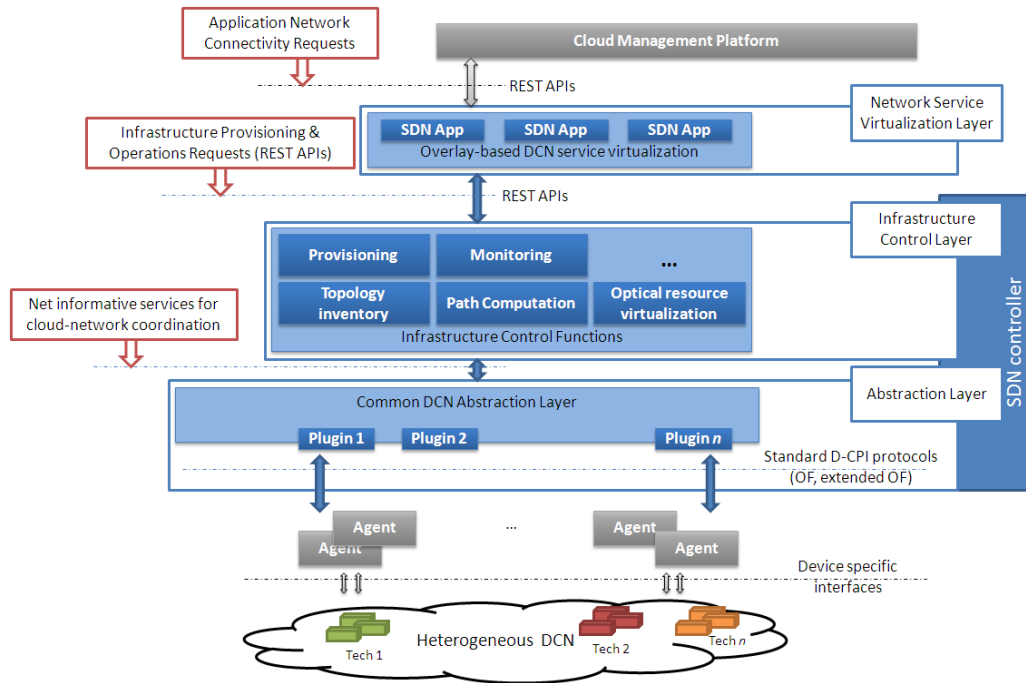 Application Network
Connectivity Requests
Cloud Management Platform
REST APIs
Network Service
Virtualization Layer
Infrastructure Provisioning &
Operations Requests (REST APIs)
SDN App
SDN App
SDN App
Overlay-based DCN service virtualization
REST APIs
Infrastructure
Control Layer
Provisioning
Monitoring
...
Topology
inventory
Path Computation
Optical resource
virtualization
Infrastructure Control Functions
Net informative services for
cloud-network coordination
SDN controller
Abstraction Layer
Common DCN Abstraction Layer
Plugin 1
Plugin 2
Plugin n
Standard D-CPI protocols
(OF, extended OF)
Agent
Agent
...
Agent
Agent
Device specific
interfaces
Heterogeneous DCN
Tech 1
Tech 2
Tech n